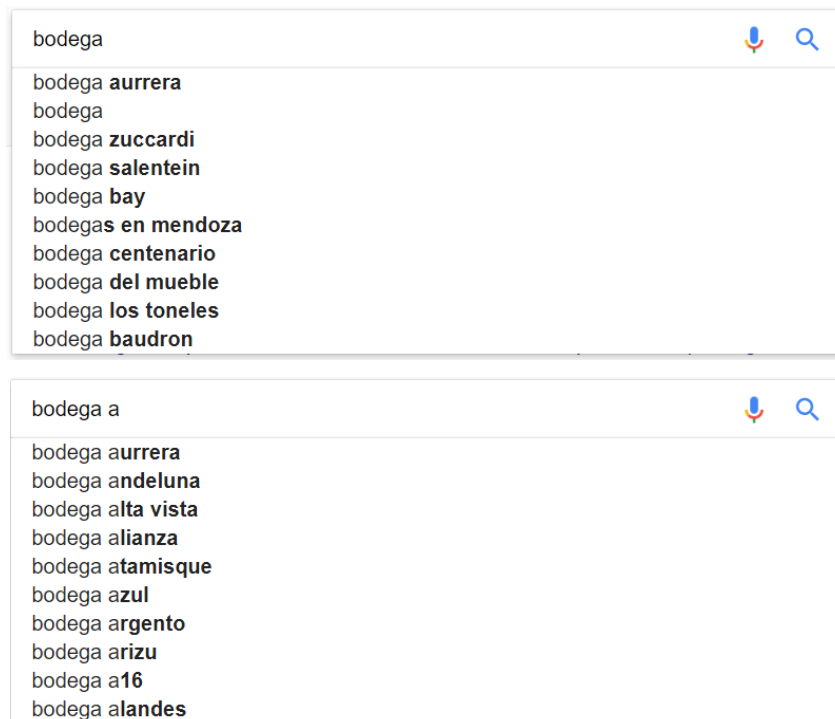 bodega
bodega aurrera
bodega
bodega zuccardi
bodega salentein
bodega bay
bodegas en mendoza
bodega centenario
bodega del mueble
bodega los toneles
bodega baudron
bodega a
bodega aurrera
bodega andeluna
bodega alta vista
bodega alianza
bodega atamisque
bodega azul
bodega argento
bodega arizu
bodega a16
bodega alandes